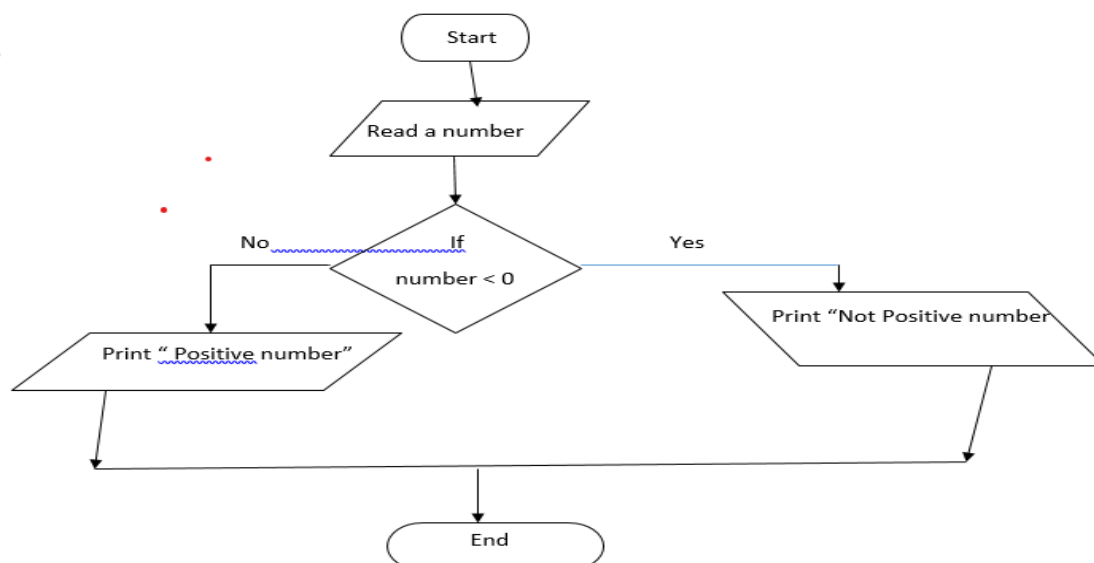 Start
Read a number
No If Yes
number < 0
Print “Not Positive number
Print “ Positive number”
End